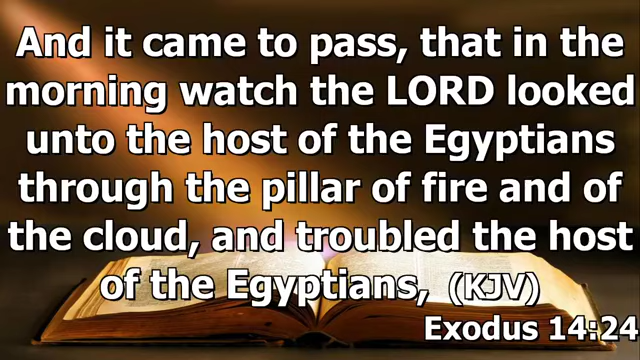 And it came to pass, that in the
morning watch the LORD looked
unto the host of the Egyptians
through the pillar of fire and of
the cloud, and troubled the host
of the Egyptians, (KJV)
Exodus 14:24